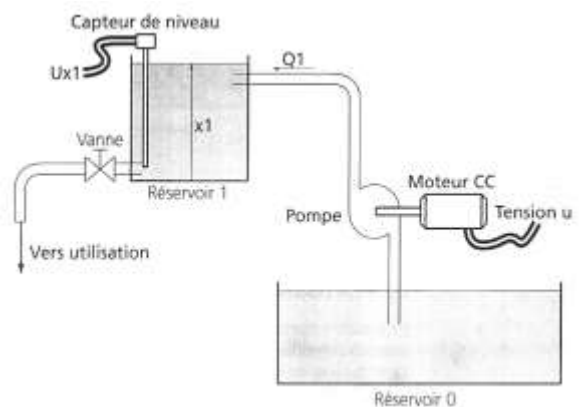 Capteur de niveau
Ux1
Q1
x1
Vanne
Réservoir 1
Moteur CC
Pompe
Tension u
Vers utilisation
Réservoir 0